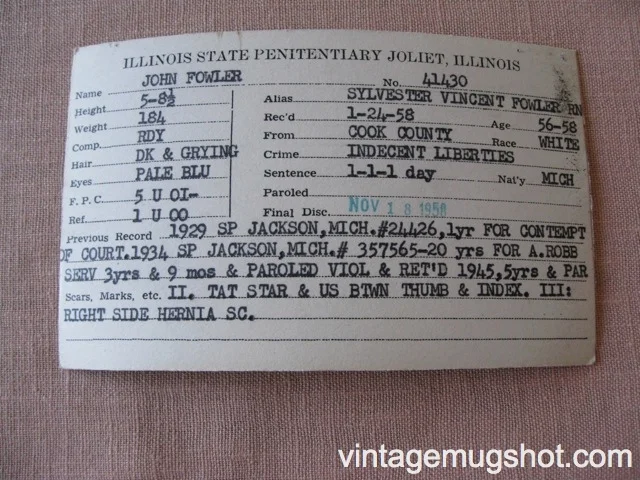 ILLINOIS STATE PENITENTIARY JOLIET, ILLINOIS
Name JOHN FOWLER No. 41430
Height 5-8½ Alias SYLVESTER VINCENT FOWLER RN
Weight 184 Rec'd 1-24-58 Age 56-58
Comp. RDY From COOK COUNTY Race WHITE
Hair DK & GRYING Crime INDECENT LIBERTIES
Eyes PALE BLU Sentence 1-1-1 day Nat'y MICH
F. P. C. 5 U OI- Paroled
Ref. 1 U OO Final Disc. NOV 18 1958
Previous Record 1929 SP JACKSON,MICH.#24426,1yr FOR CONTEMPT
OF COURT.1934 SP JACKSON,MICH.# 357565-20 yrs FOR A.ROBB
SERV 3yrs & 9 mos & PAROLED VIOL & RET'D 1945,5yrs & PAR
Scars, Marks, etc. II. TAT STAR & US BTWN THUMB & INDEX. III:
RIGHT SIDE HERNIA SC.
vintagemugshot.com